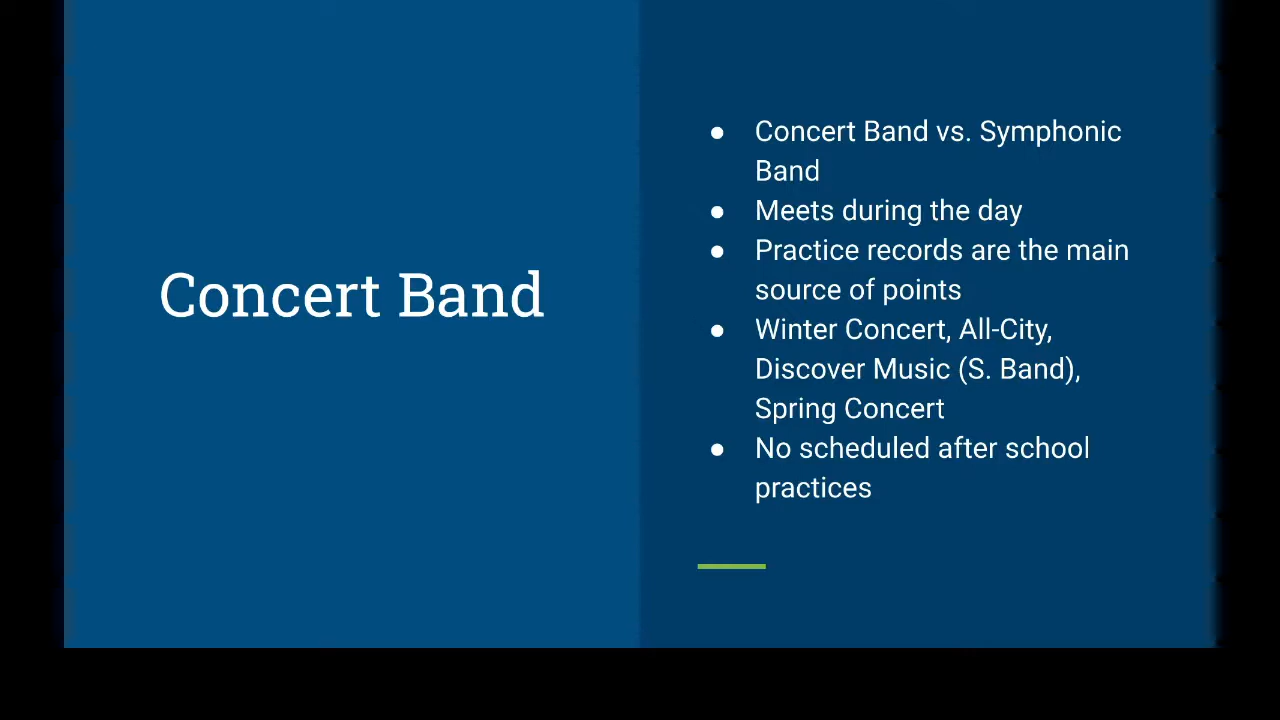 Concert Band
● Concert Band vs. Symphonic
Band
● Meets during the day
● Practice records are the main
source of points
● Winter Concert, All-City,
Discover Music (S. Band),
Spring Concert
● No scheduled after school
practices